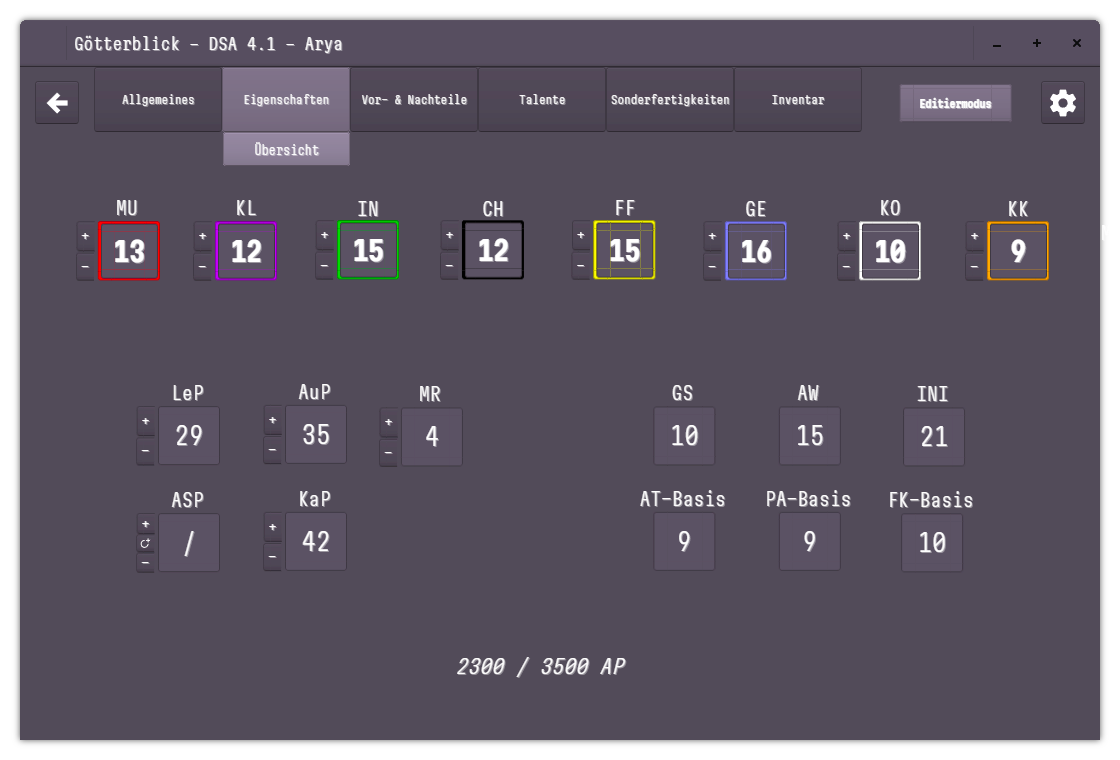 Götterblick - DSA 4.1 - Arya
Allgemeines Eigenschaften Vor- & Nachteile Talente Sonderfertigkeiten Inventar Editiermodus
Übersicht
MU KL IN CH FF GE KO KK
+ + + + + + + +
13 12 15 12 15 16 10 9
- - - - - - - -
LeP AuP MR GS AW INI
+ + +
29 35 4 10 15 21
- - -
ASP KaP AT-Basis PA-Basis FK-Basis
+ +
/ 42 9 9 10
- -
2300 / 3500 AP